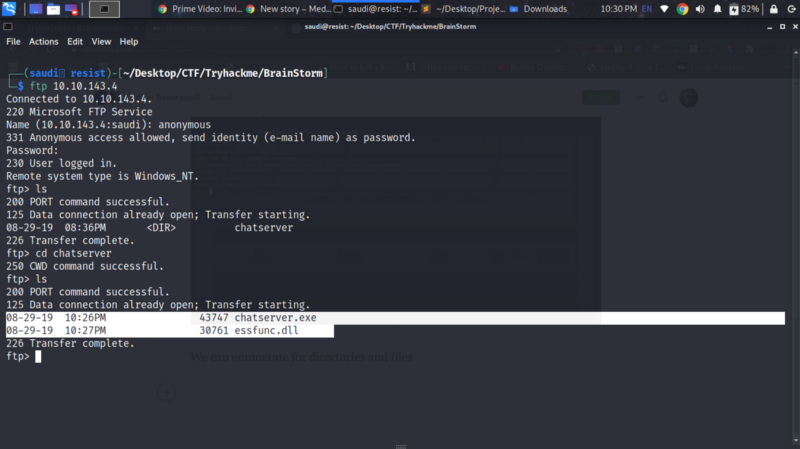 Prime Video: Invi...
New story – Med...
saudi@resist: ~/Desktop/CTF/Tryhackme/BrainStorm
~/Desktop/Proje...
Downloads
10:30 PM
EN
82%
saudi@resist: ~/Desktop/CTF/Tryhackme/BrainStorm
File Actions Edit View Help
(saudi resist)-[~/Desktop/CTF/Tryhackme/BrainStorm]
$ ftp 10.10.143.4
Connected to 10.10.143.4.
220 Microsoft FTP Service
Name (10.10.143.4:saudi): anonymous
331 Anonymous access allowed, send identity (e-mail name) as password.
Password:
230 User logged in.
Remote system type is Windows_NT.
ftp> ls
200 PORT command successful.
125 Data connection already open; Transfer starting.
08-29-19 08:36PM <DIR> chatserver
226 Transfer complete.
ftp> cd chatserver
250 CWD command successful.
ftp> ls
200 PORT command successful.
125 Data connection already open; Transfer starting.
08-29-19 10:26PM 43747 chatserver.exe
08-29-19 10:27PM 30761 essfunc.dll
226 Transfer complete.
We can enumerate for directories and files
ftp>